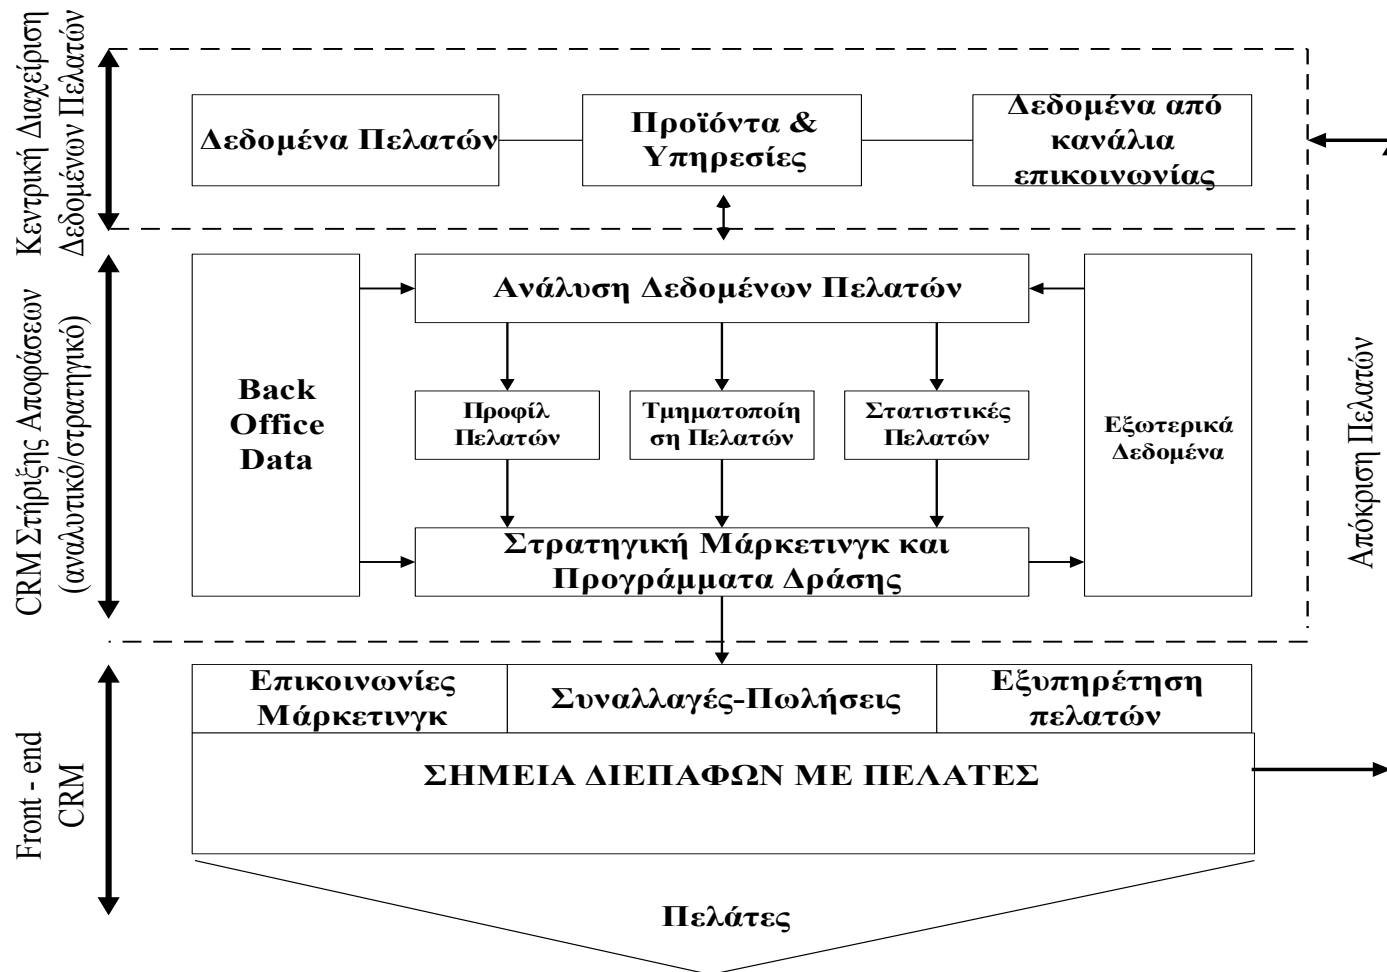 Κεντρική Διαχείριση
Δεδομένων Πελατών
Δεδομένα Πελατών
Προϊόντα &
Υπηρεσίες
Δεδομένα από
κανάλια
επικοινωνίας
CRM Στήριξης Αποφάσεων
(αναλυτικό/στρατηγικό)
Back
Office
Data
Ανάλυση Δεδομένων Πελατών
Προφίλ
Πελατών
Τμηματοποίη
ση Πελατών
Στατιστικές
Πελατών
Εξωτερικά
Δεδομένα
Στρατηγική Μάρκετινγκ και
Προγράμματα Δράσης
Απόκριση Πελατών
Front - end
CRM
Επικοινωνίες
Μάρκετινγκ
Συναλλαγές-Πωλήσεις
Εξυπηρέτηση
πελατών
ΣΗΜΕΙΑ ΔΙΕΠΑΦΩΝ ΜΕ ΠΕΛΑΤΕΣ
Πελάτες